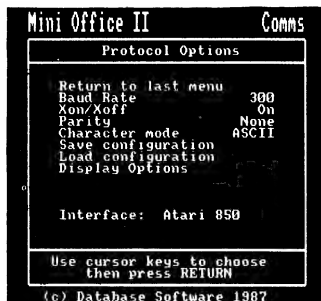 Mini Office II Comms
Protocol Options
Return to last menu
Baud Rate 300
Xon/Xoff On
Parity None
Character mode ASCII
Save configuration
Load configuration
Display Options
Interface: Atari 850
Use cursor keys to choose
then press RETURN
(c) Database Software 1987